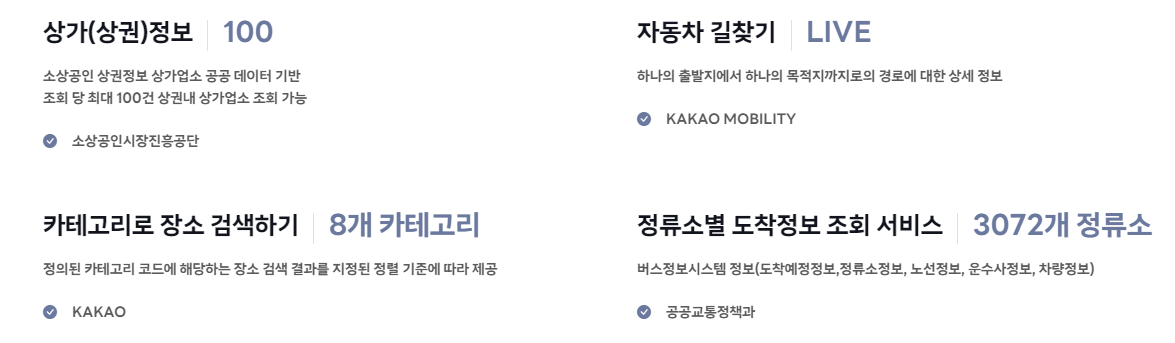 상가(상권)정보 100
소상공인 상권정보 상가업소 공공 데이터 기반
조회 당 최대 100건 상권내 상가업소 조회 가능
소상공인시장진흥공단
자동차 길찾기 LIVE
하나의 출발지에서 하나의 목적지까지로의 경로에 대한 상세 정보
KAKAO MOBILITY
카테고리로 장소 검색하기 8개 카테고리
정의된 카테고리 코드에 해당하는 장소 검색 결과를 지정된 정렬 기준에 따라 제공
KAKAO
정류소별 도착정보 조회 서비스 3072개 정류소
버스정보시스템 정보(도착예정정보,정류소정보, 노선정보, 운수사정보, 차량정보)
공공교통정책과